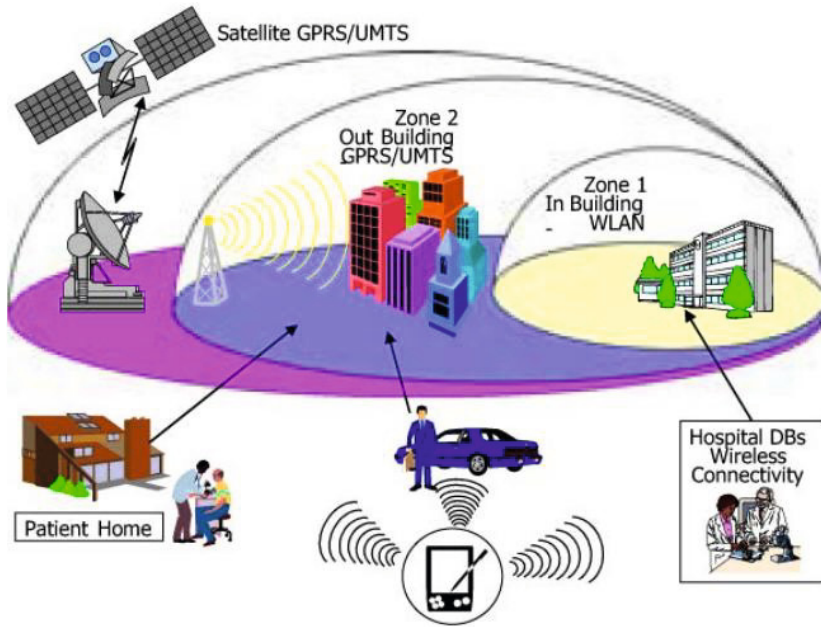 Satellite GPRS/UMTS
Zone 2
Out Building
GPRS/UMTS
Zone 1
In Building
- WLAN
Patient Home
Hospital DBs
Wireless
Connectivity